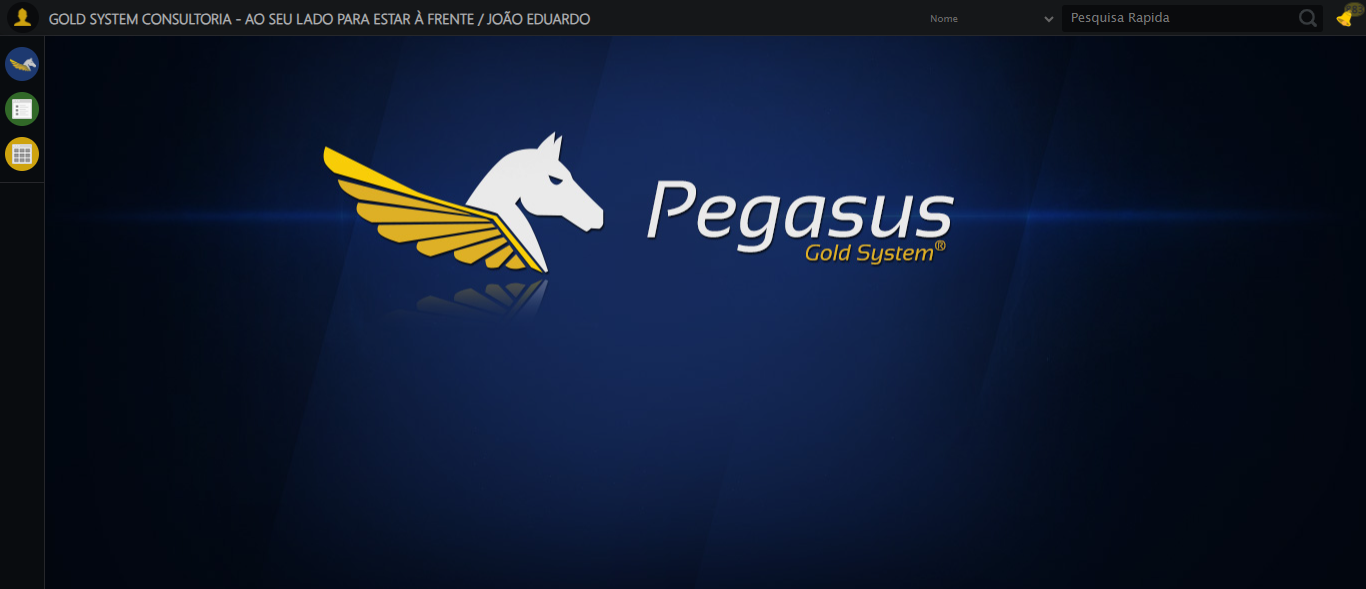 GOLD SYSTEM CONSULTORIA - AO SEU LADO PARA ESTAR À FRENTE / JOÃO EDUARDO
Nome
Pesquisa Rapida
Pegasus
Gold System®